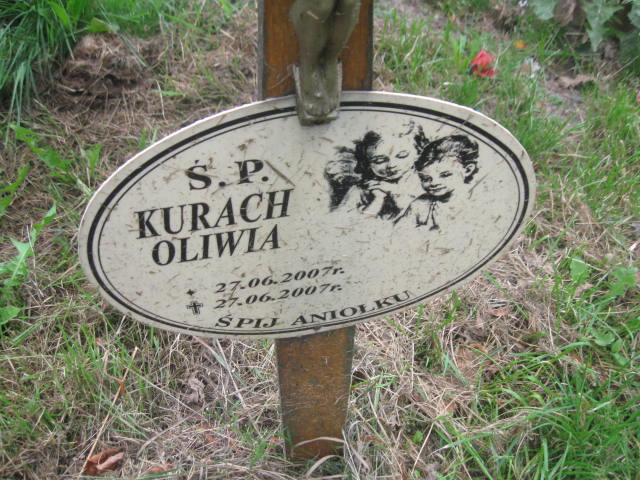 Ś.P.
KURACH
OLIWIA
27.06.2007r.
27.06.2007r.
ŚPIJ ANIOŁKU